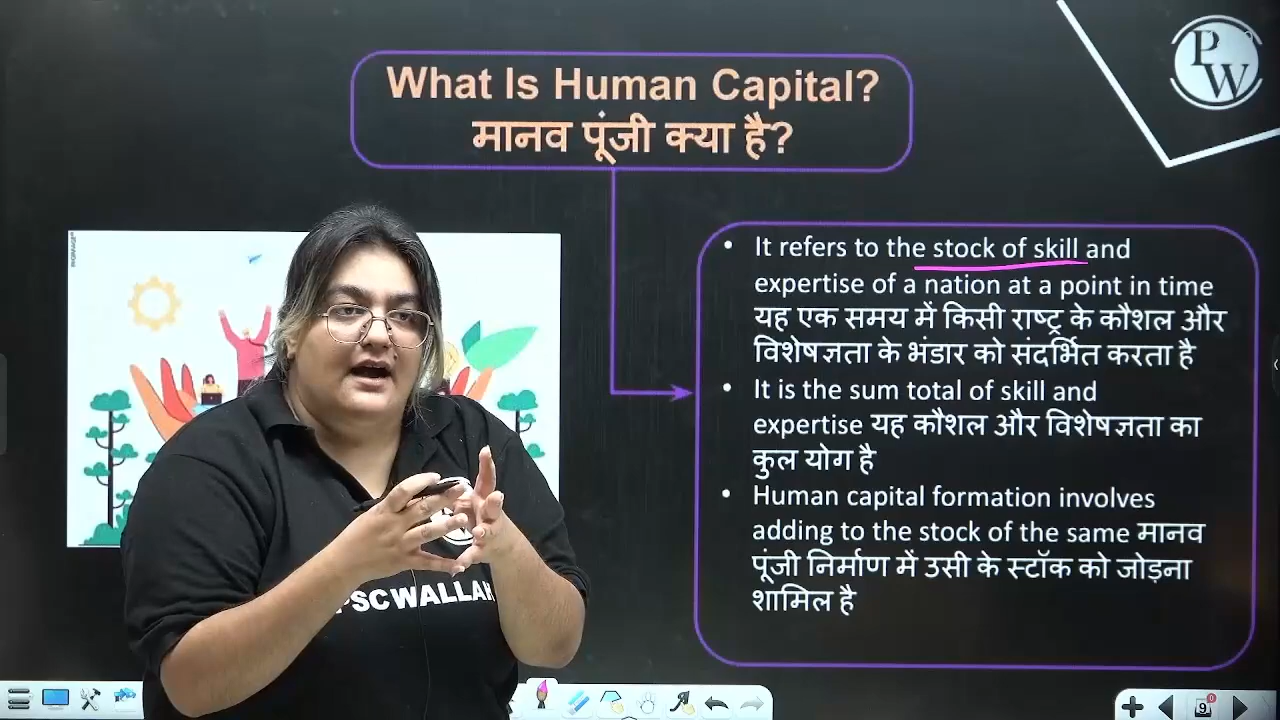 What Is Human Capital?
मानव पूंजी क्या है?
PW
It refers to the stock of skill and
expertise of a nation at a point in time
यह एक समय में किसी राष्ट्र के कौशल और
विशेषज्ञता के भंडार को संदर्भित करता है
It is the sum total of skill and
expertise यह कौशल और विशेषज्ञता का
कुल योग है
Human capital formation involves
adding to the stock of the same मानव
पूंजी निर्माण में उसी के स्टॉक को जोड़ना
शामिल है
PSC WALLAH
9